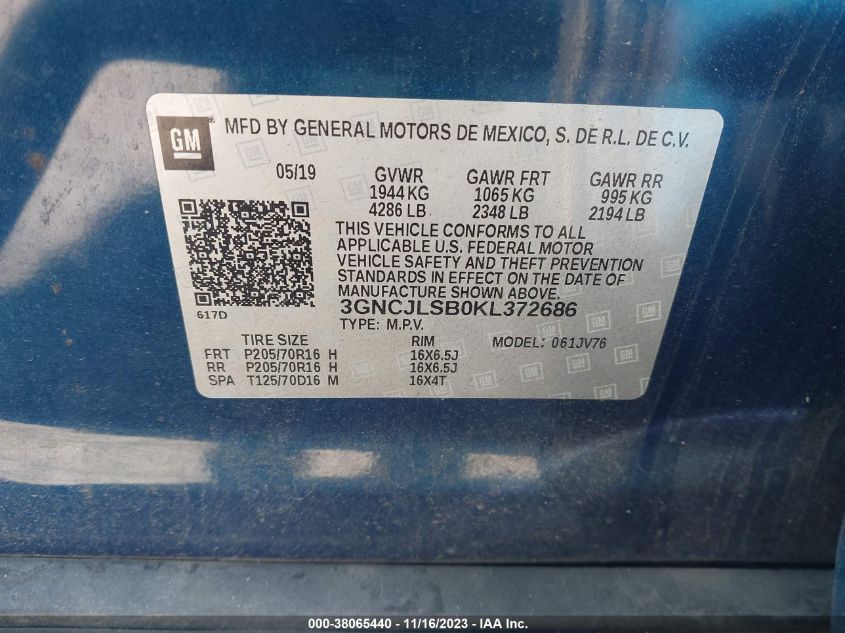 GM MFD BY GENERAL MOTORS DE MEXICO, S. DE R.L. DE C.V.
05/19 GVWR GAWR FRT GAWR RR
1944 KG 1065 KG 995 KG
4286 LB 2348 LB 2194 LB
THIS VEHICLE CONFORMS TO ALL
APPLICABLE U.S. FEDERAL MOTOR
VEHICLE SAFETY AND THEFT PREVENTION
STANDARDS IN EFFECT ON THE DATE OF
MANUFACTURE SHOWN ABOVE.
617D 3GNCJLSB0KL372686
TYPE: M.P.V. MODEL: 061JV76
TIRE SIZE RIM
FRT P205/70R16 H 16X6.5J
RR P205/70R16 H 16X6.5J
SPA T125/70D16 M 16X4T
000-38065440 - 11/16/2023 - IAA Inc.